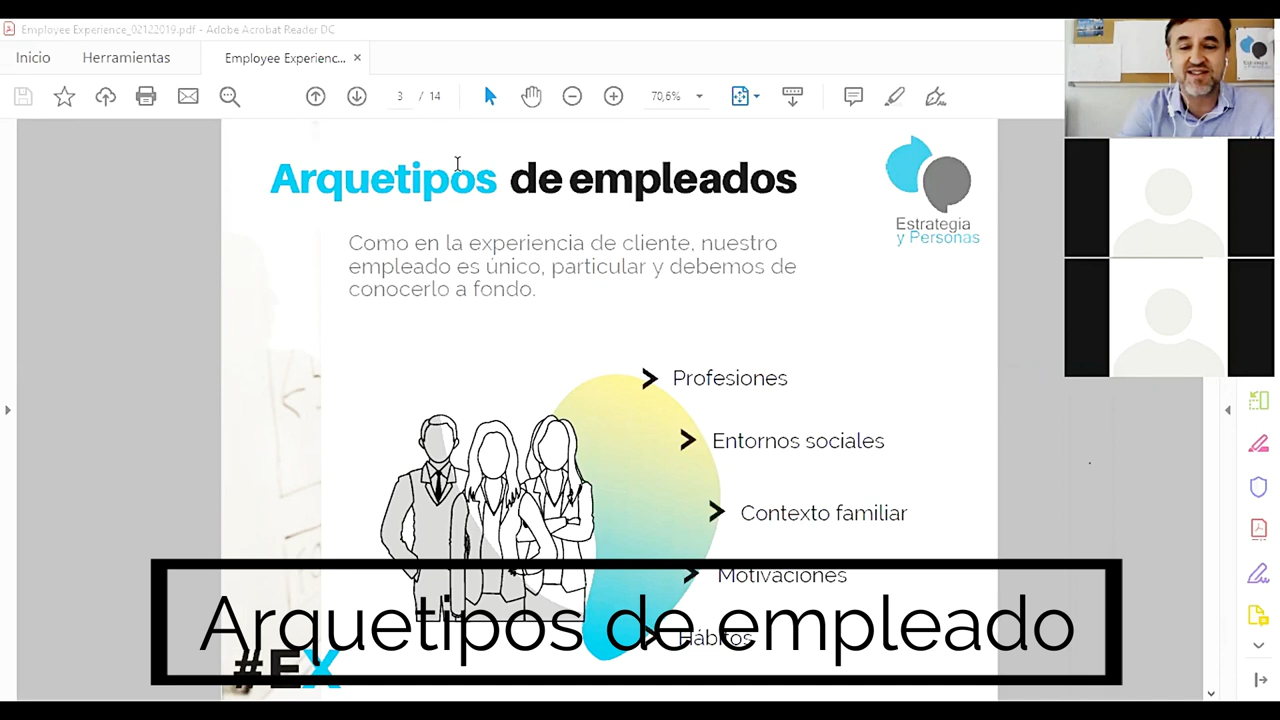 Employee Experience_02122019.pdf - Adobe Acrobat Reader DC
Inicio
Herramientas
Employee Experienc... ×
3 / 14
70,6%
Arquetipos de empleados
Estrategia
y Personas
Como en la experiencia de cliente, nuestro
empleado es único, particular y debemos de
conocerlo a fondo.
Profesiones
Entornos sociales
Contexto familiar
Motivaciones
Hábitos
Arquetipos de empleado
#EX
Estrategia
y Personas